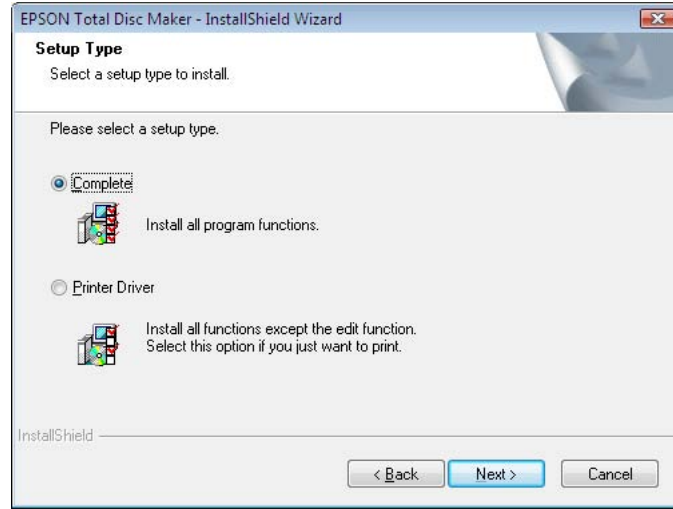 EPSON Total Disc Maker - InstallShield Wizard
Setup Type
Select a setup type to install.
Please select a setup type.
Complete
Install all program functions.
Printer Driver
Install all functions except the edit function.
Select this option if you just want to print.
InstallShield
< Back
Next >
Cancel